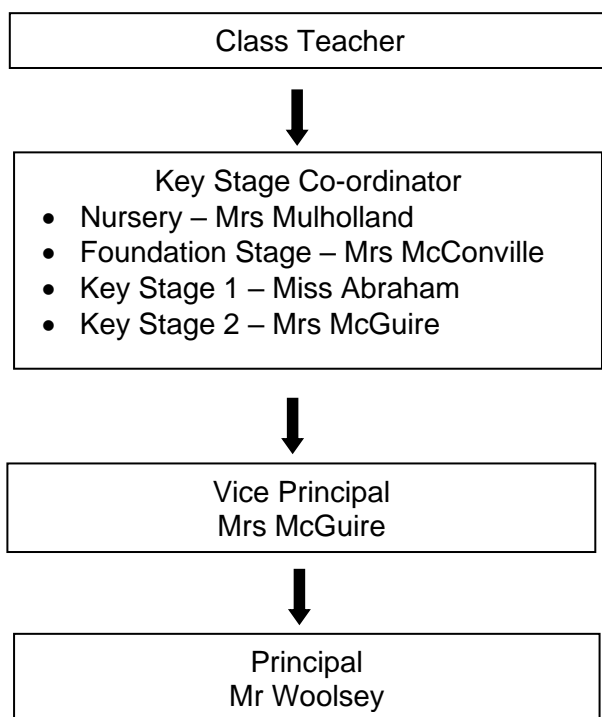 Class Teacher
Key Stage Co-ordinator
• Nursery – Mrs Mulholland
• Foundation Stage – Mrs McConville
• Key Stage 1 – Miss Abraham
• Key Stage 2 – Mrs McGuire
Vice Principal
Mrs McGuire
Principal
Mr Woolsey